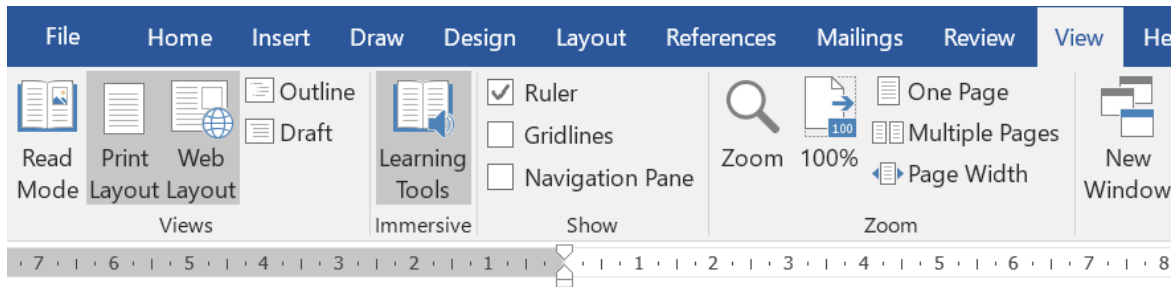 File Home Insert Draw Design Layout References Mailings Review View He
Read Mode
Print Layout
Web Layout
Outline
Draft
Views
Learning Tools
Immersive
Ruler
Gridlines
Navigation Pane
Show
Zoom
100
100%
One Page
Multiple Pages
Page Width
Zoom
New Window
7 6 5 4 3 2 1 1 2 3 4 5 6 7 8